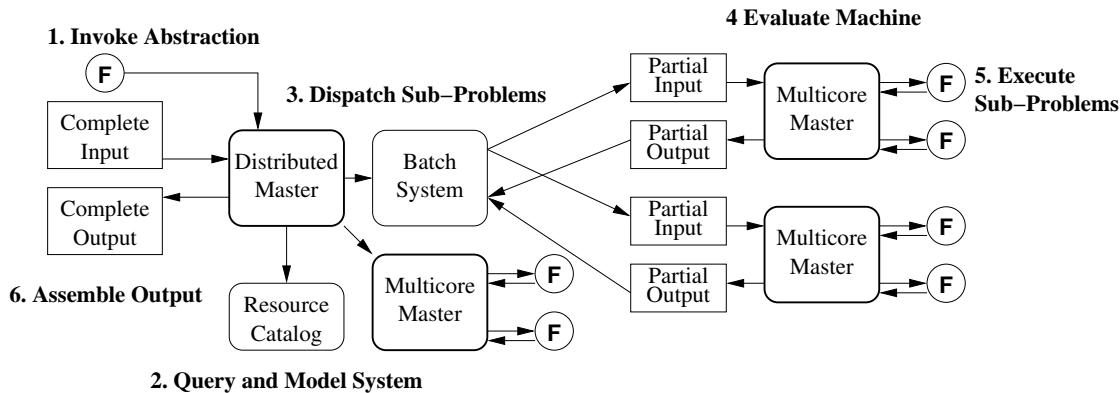 4 Evaluate Machine
1. Invoke Abstraction
F
3. Dispatch Sub−Problems
Complete
Input
Distributed
Master
Batch
System
Complete
Output
6. Assemble Output
Resource
Catalog
Multicore
Master
F
F
2. Query and Model System
Partial
Input
Multicore
Master
F
F
Partial
Output
5. Execute
Sub−Problems
Partial
Input
Multicore
Master
F
F
Partial
Output